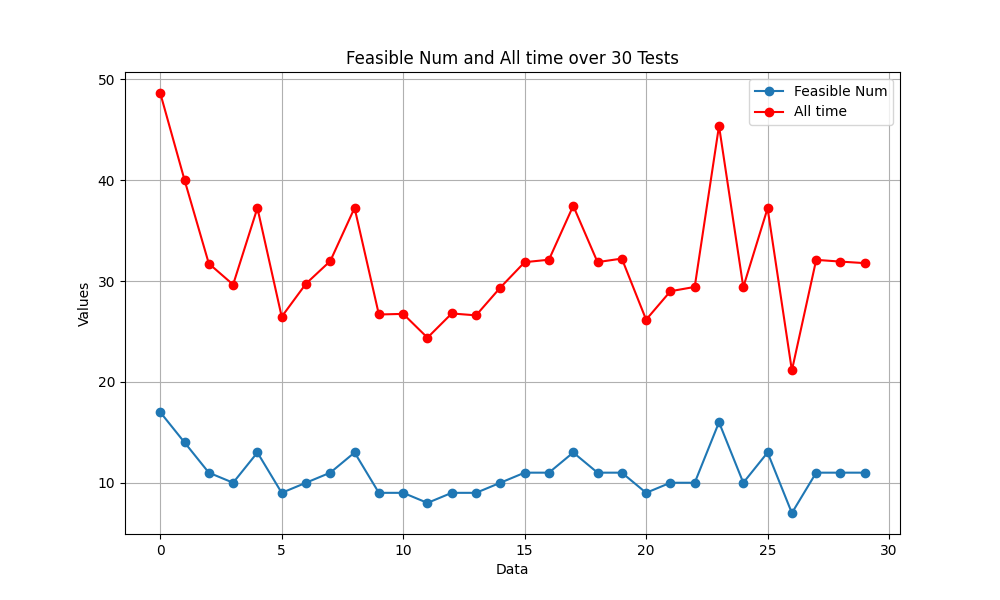 Feasible Num and All time over 30 Tests
50
40
30
20
10
Values
Feasible Num
All time
0 5 10 15 20 25 30
Data